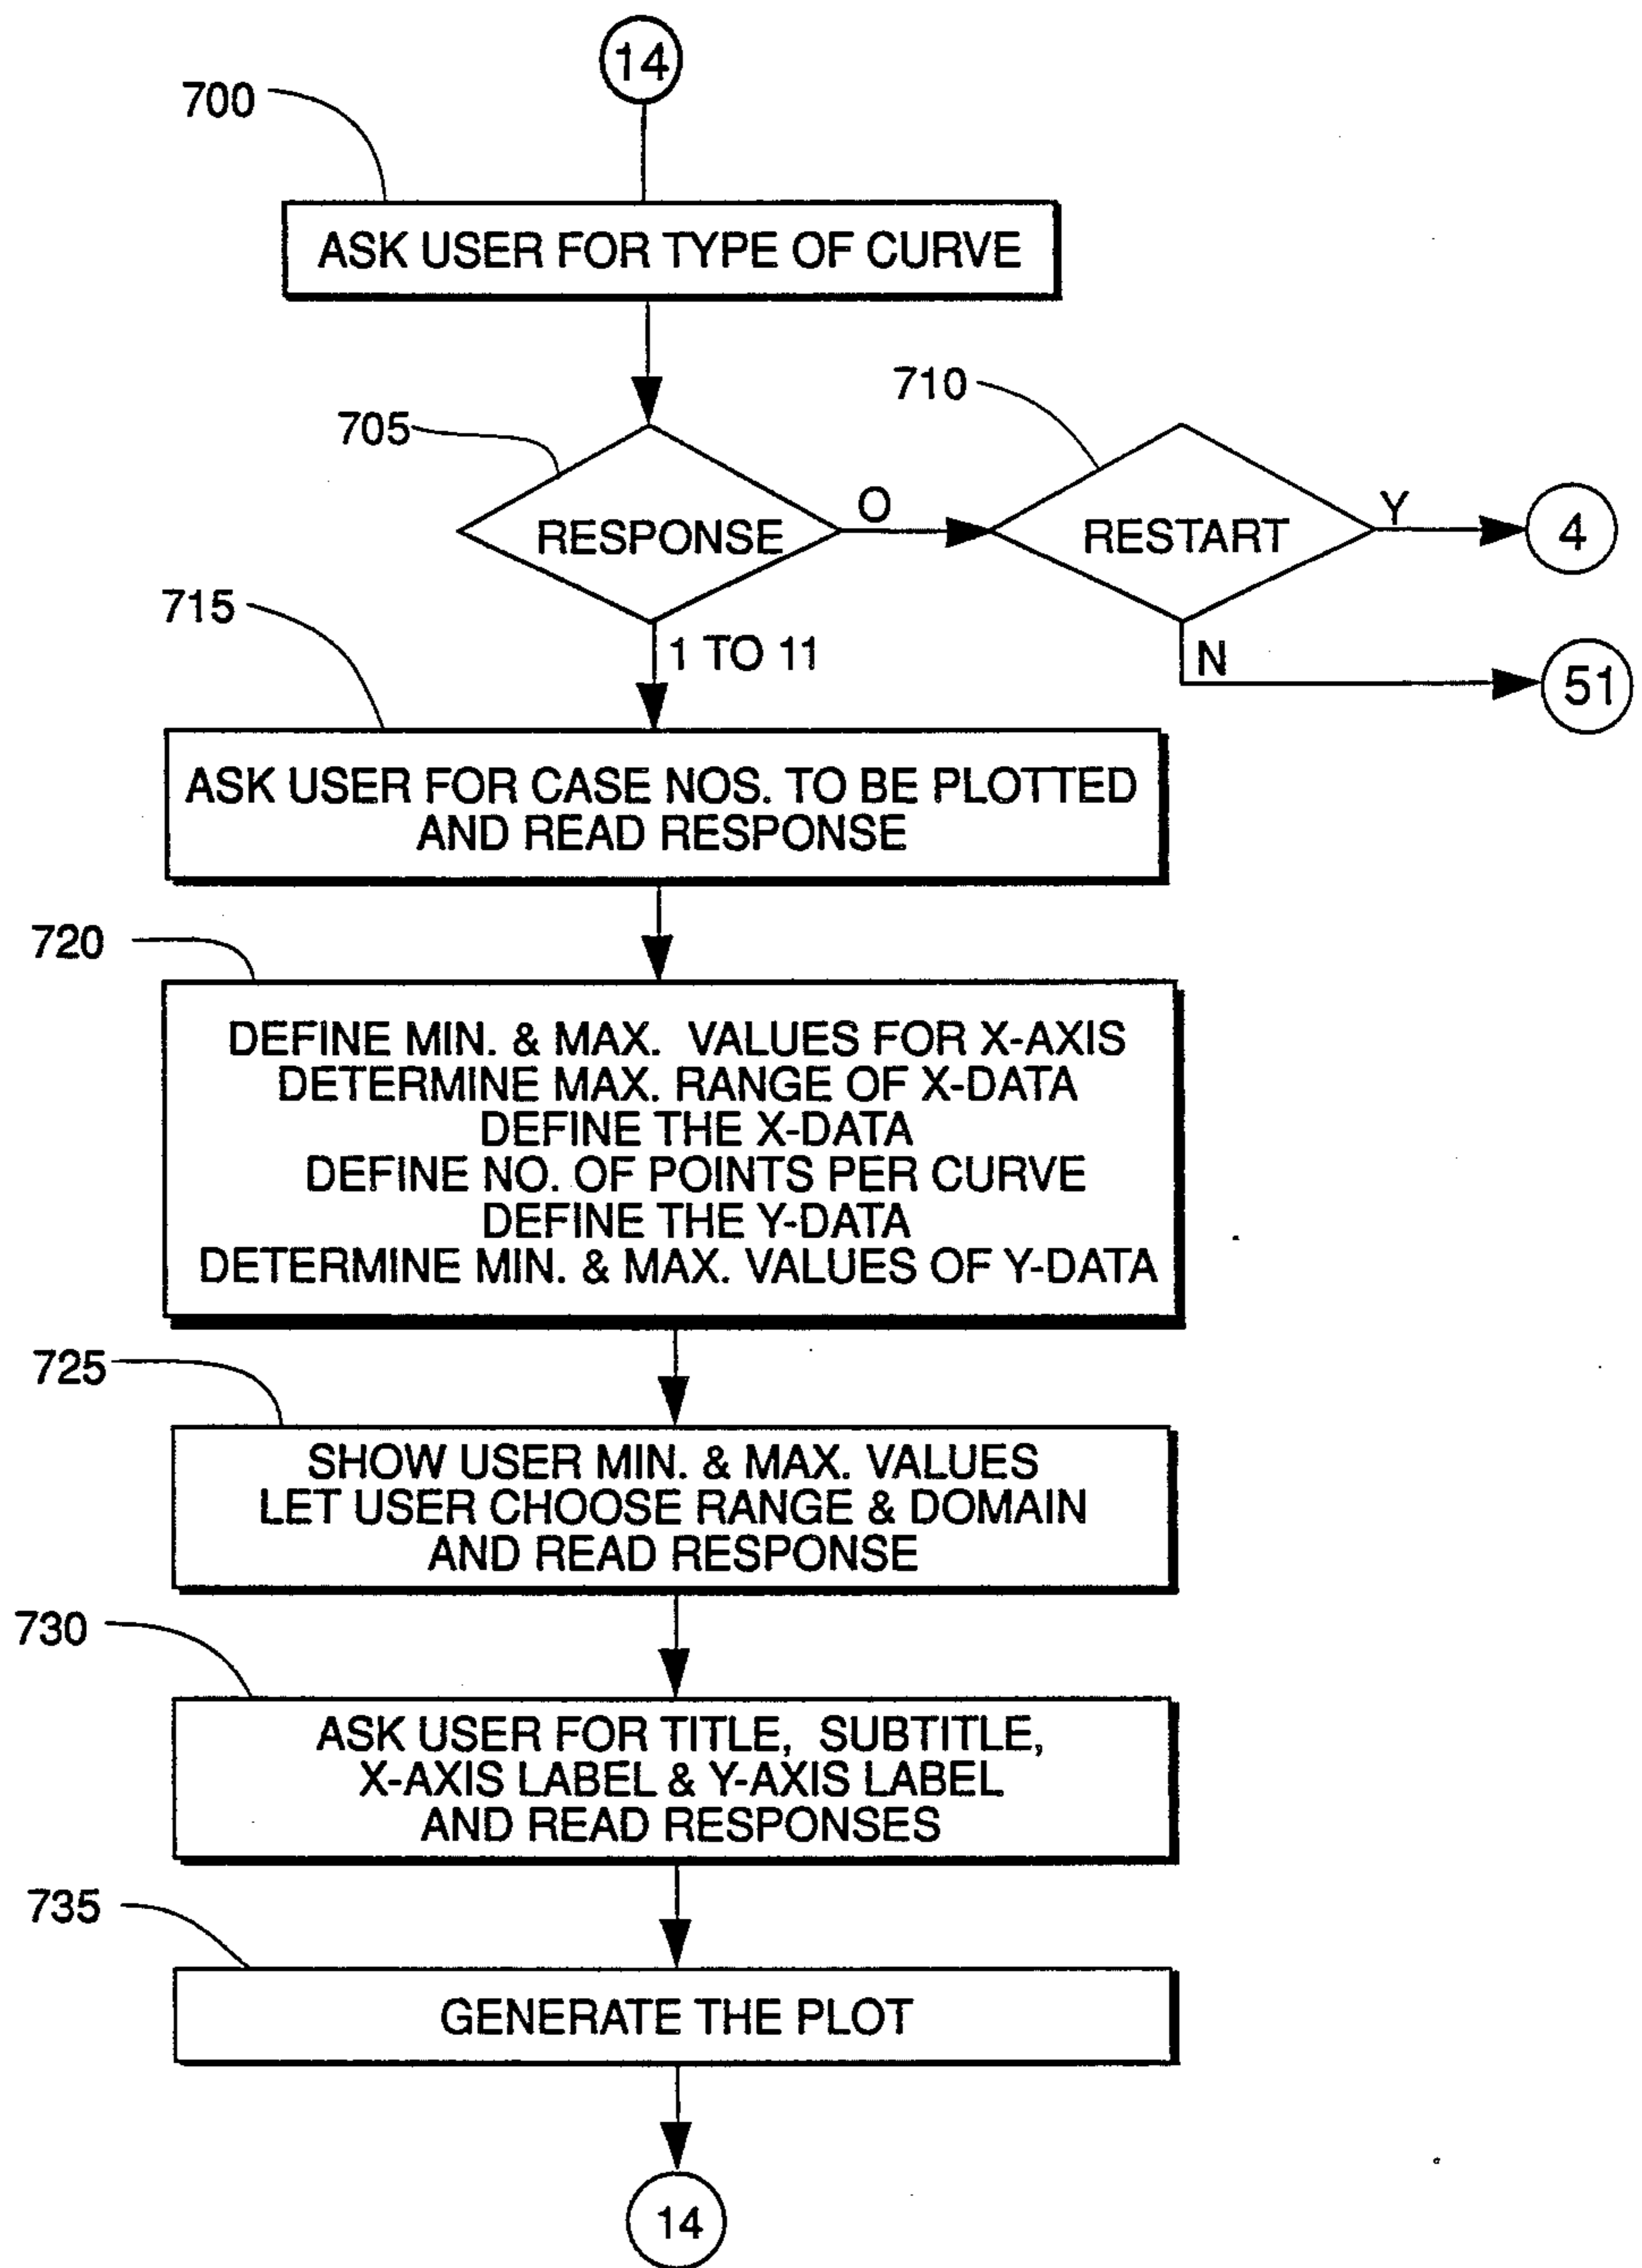 14
700
ASK USER FOR TYPE OF CURVE
710
705
RESPONSE
O
RESTART
Y
4
715
1 TO 11
N
51
ASK USER FOR CASE NOS. TO BE PLOTTED
AND READ RESPONSE
720
DEFINE MIN. & MAX. VALUES FOR X-AXIS
DETERMINE MAX. RANGE OF X-DATA
DEFINE THE X-DATA
DEFINE NO. OF POINTS PER CURVE
DEFINE THE Y-DATA
DETERMINE MIN. & MAX. VALUES OF Y-DATA
725
SHOW USER MIN. & MAX. VALUES
LET USER CHOOSE RANGE & DOMAIN
AND READ RESPONSE
730
ASK USER FOR TITLE, SUBTITLE,
X-AXIS LABEL & Y-AXIS LABEL
AND READ RESPONSES
735
GENERATE THE PLOT
14